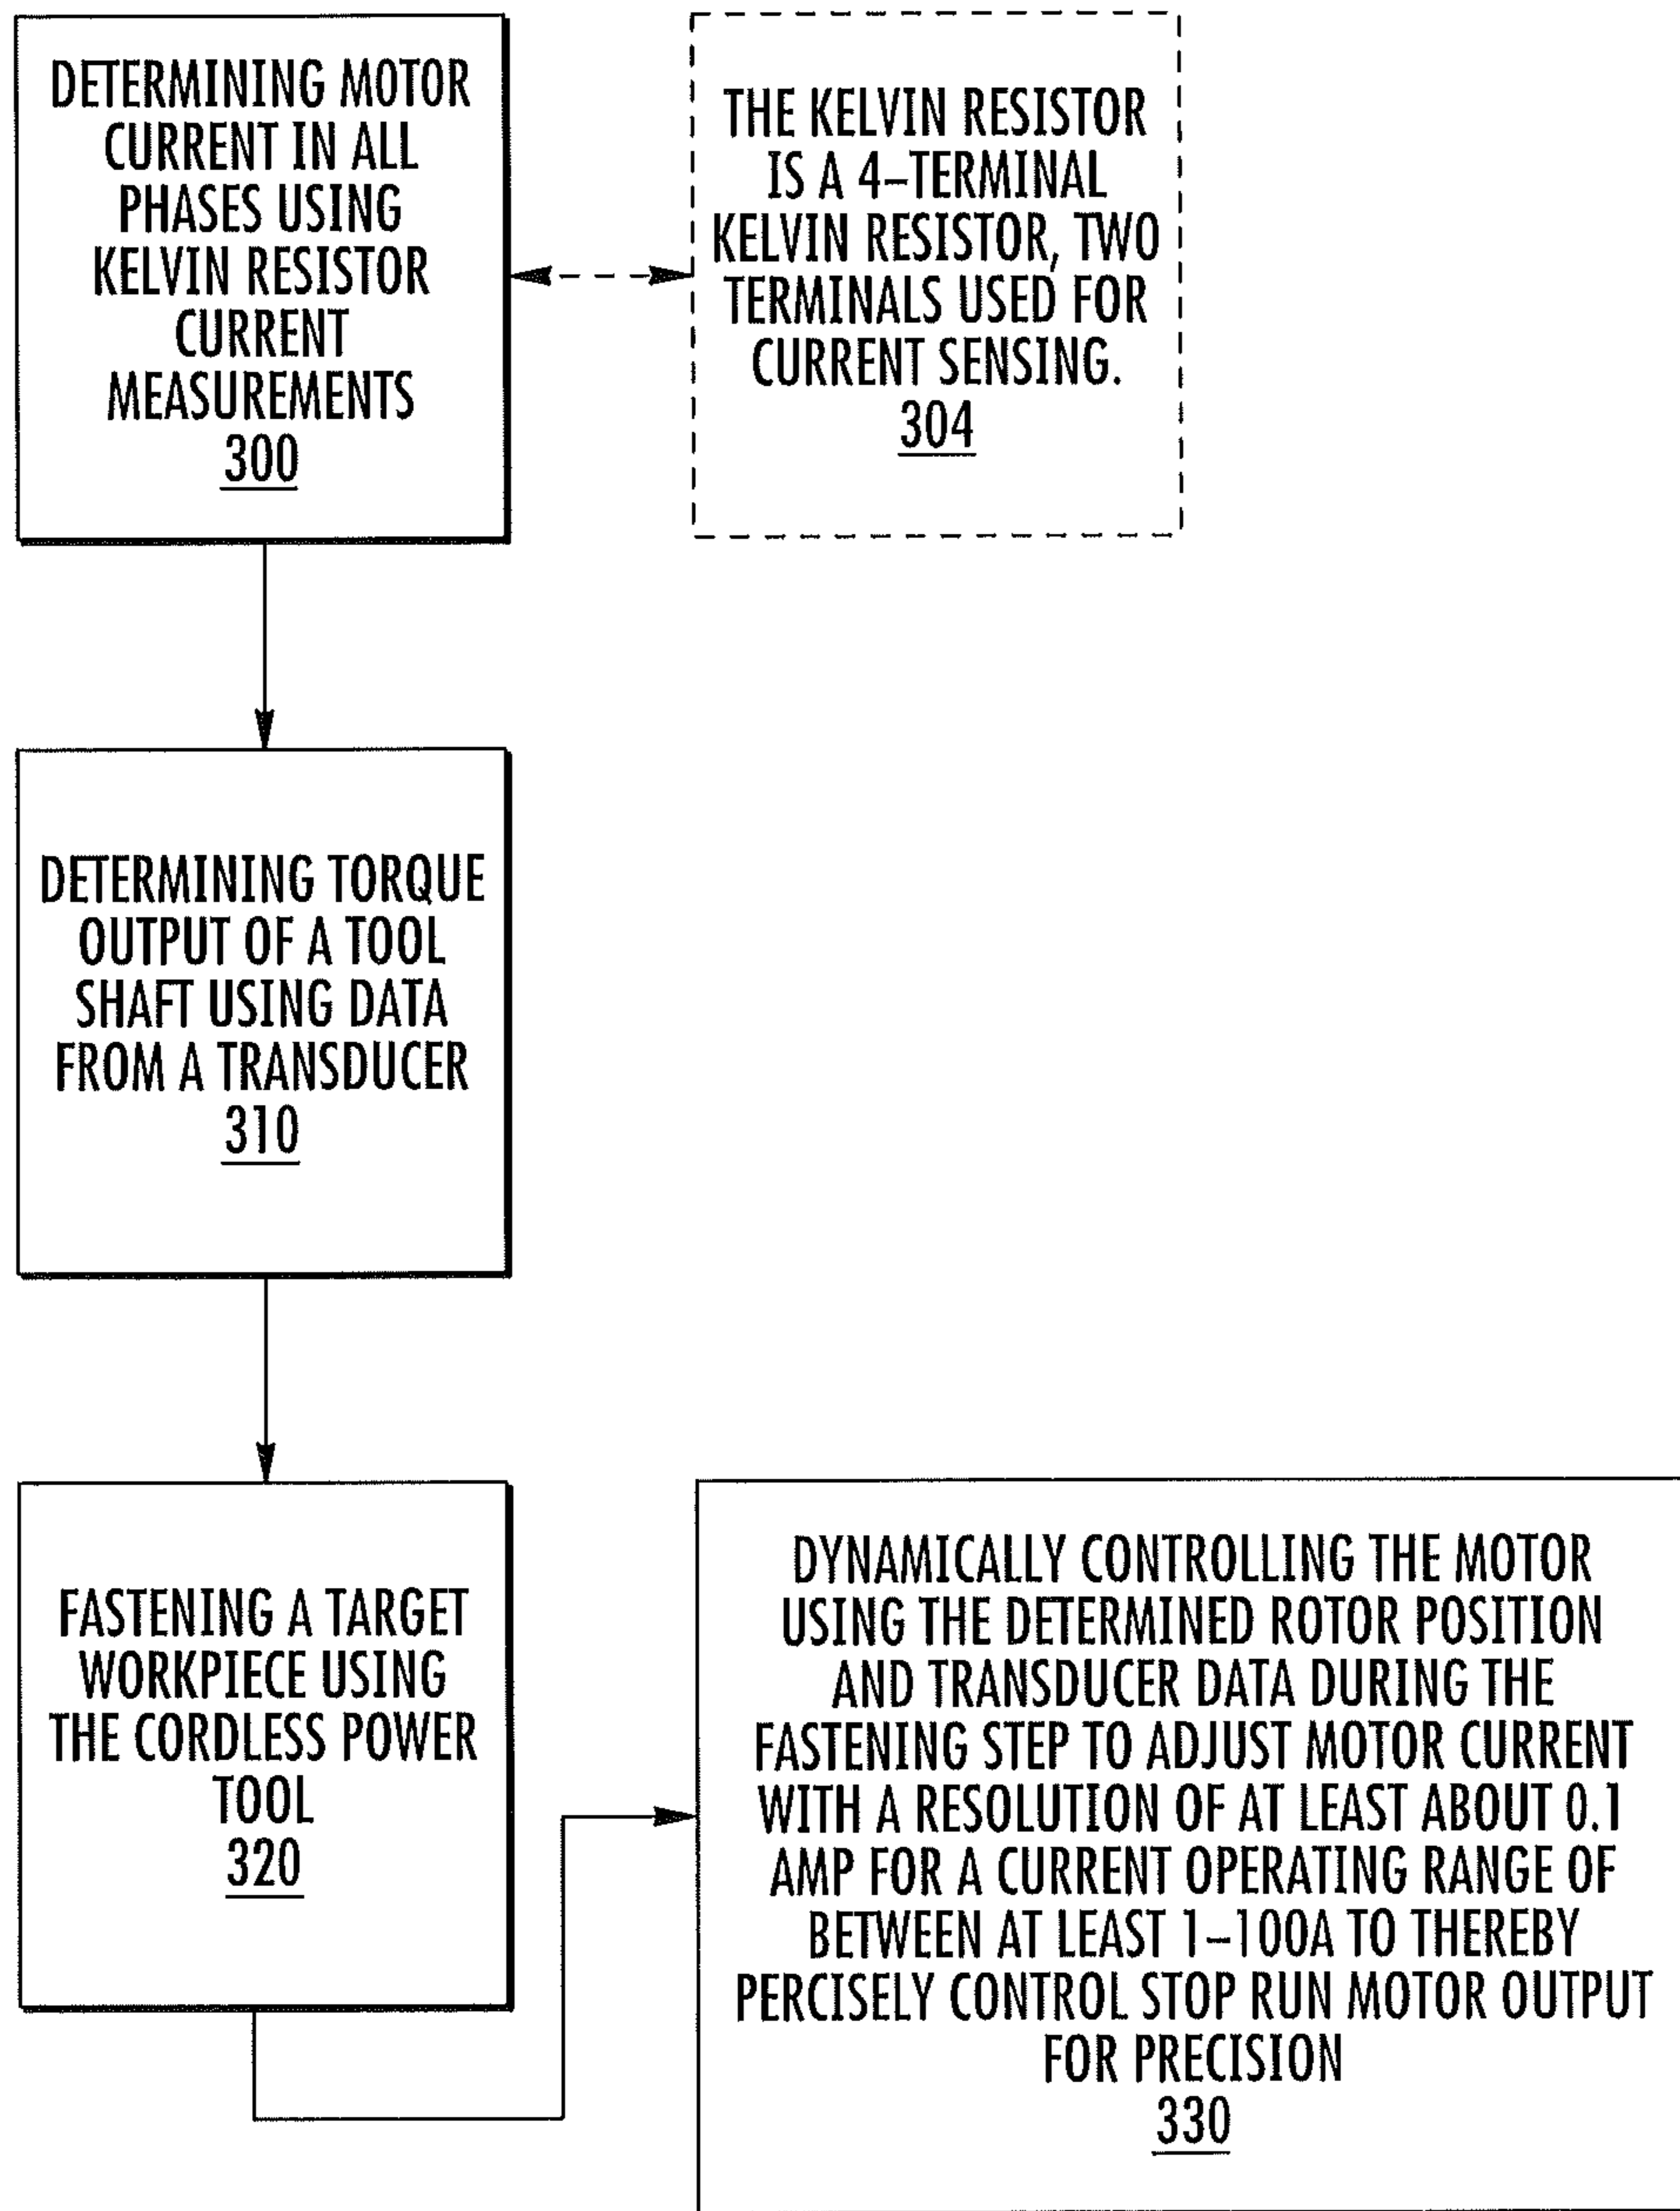 DETERMINING MOTOR
CURRENT IN ALL
PHASES USING
KELVIN RESISTOR
CURRENT
MEASUREMENTS
300
THE KELVIN RESISTOR
IS A 4–TERMINAL
KELVIN RESISTOR, TWO
TERMINALS USED FOR
CURRENT SENSING.
304
DETERMINING TORQUE
OUTPUT OF A TOOL
SHAFT USING DATA
FROM A TRANSDUCER
310
FASTENING A TARGET
WORKPIECE USING
THE CORDLESS POWER
TOOL
320
DYNAMICALLY CONTROLLING THE MOTOR
USING THE DETERMINED ROTOR POSITION
AND TRANSDUCER DATA DURING THE
FASTENING STEP TO ADJUST MOTOR CURRENT
WITH A RESOLUTION OF AT LEAST ABOUT 0.1
AMP FOR A CURRENT OPERATING RANGE OF
BETWEEN AT LEAST 1–100A TO THEREBY
PERCISELY CONTROL STOP RUN MOTOR OUTPUT
FOR PRECISION
330